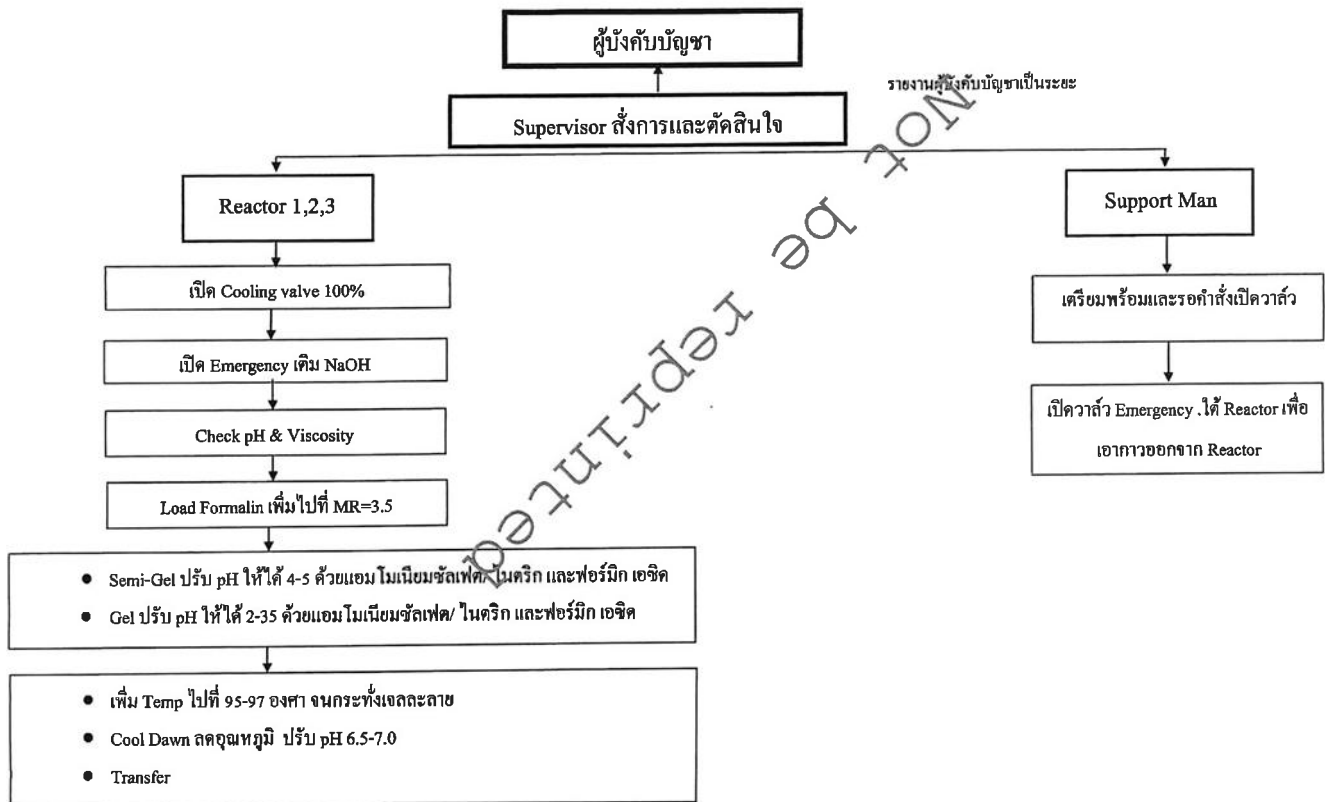 ผู้บังคับบัญชา
รายงานผู้บังคับบัญชาเป็นระยะ
Supervisor สั่งการและตัดสินใจ
Reactor 1,2,3
Support Man
เปิด Cooling valve 100%
เตรียมพร้อมและรอคำสั่งเปิดวาล์ว
เปิด Emergency เติม NaOH
Check pH & Viscosity
เปิดวาล์ว Emergency .ใต้ Reactor เพื่อ
เอากาวออกจาก Reactor
Load Formalin เพิ่มไปที่ MR=3.5
● Semi-Gel ปรับ pH ให้ได้ 4-5 ด้วยแอมโมเนียมซัลเฟต/ ไนตริก และฟอร์มิก เอซิด
● Gel ปรับ pH ให้ได้ 2-35 ด้วยแอมโมเนียมซัลเฟต/ ไนตริก และฟอร์มิก เอซิด
● เพิ่ม Temp ไปที่ 95-97 องศา จนกระทั่งเจลละลาย
● Cool Dawn ลดอุณหภูมิ ปรับ pH 6.5-7.0
● Transfer
Not be reprinted